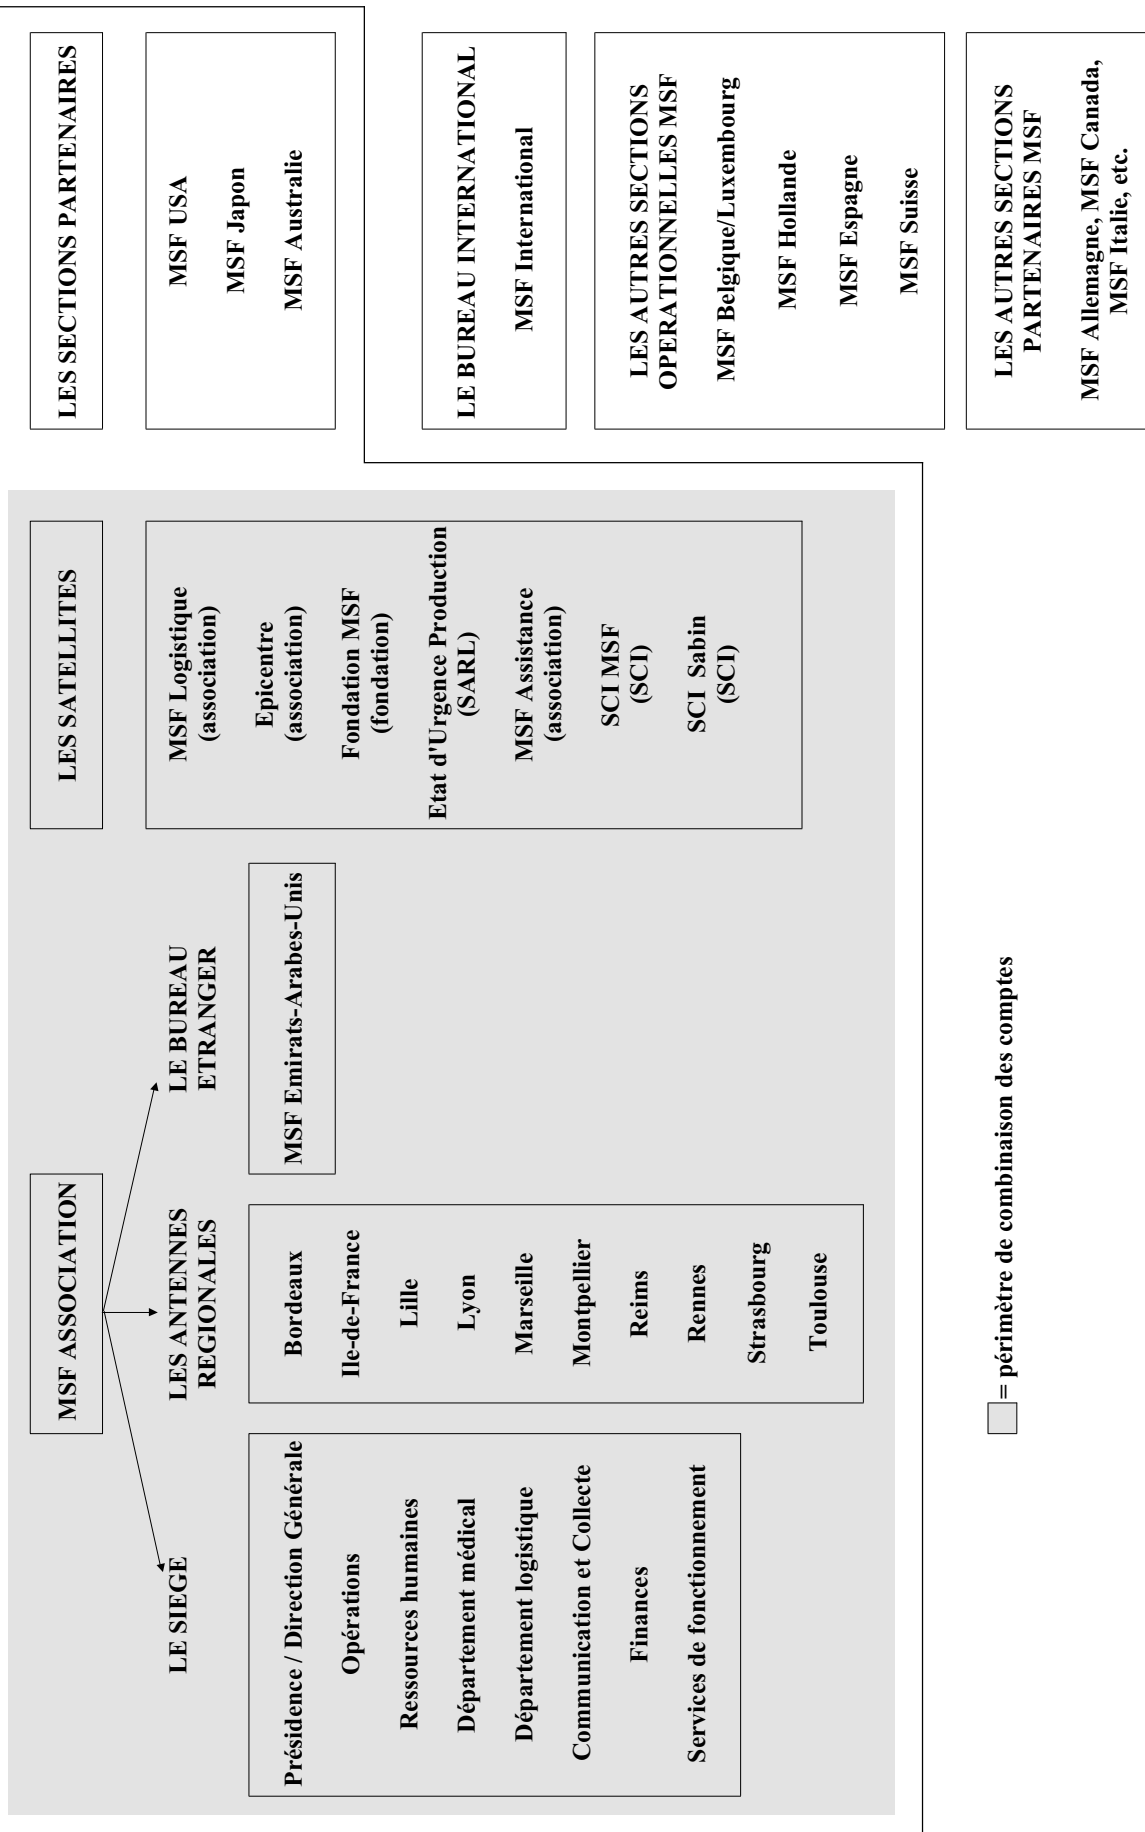 MSF ASSOCIATION
LE SIEGE
Présidence / Direction Générale
Opérations
Ressources humaines
Département médical
Département logistique
Communication et Collecte
Finances
Services de fonctionnement
LES ANTENNES
REGIONALES
Bordeaux
Ile-de-France
Lille
Lyon
Marseille
Montpellier
Reims
Rennes
Strasbourg
Toulouse
LE BUREAU
ETRANGER
MSF Emirats-Arabes-Unis
LES SATELLITES
MSF Logistique
(association)
Epicentre
(association)
Fondation MSF
(fondation)
Etat d'Urgence Production
(SARL)
MSF Assistance
(association)
SCI MSF
(SCI)
SCI Sabin
(SCI)
LES SECTIONS PARTENAIRES
MSF USA
MSF Japon
MSF Australie
LE BUREAU INTERNATIONAL
MSF International
LES AUTRES SECTIONS
OPERATIONNELLES MSF
MSF Belgique/Luxembourg
MSF Hollande
MSF Espagne
MSF Suisse
LES AUTRES SECTIONS
PARTENAIRES MSF
MSF Allemagne, MSF Canada,
MSF Italie, etc.
= périmètre de combinaison des comptes